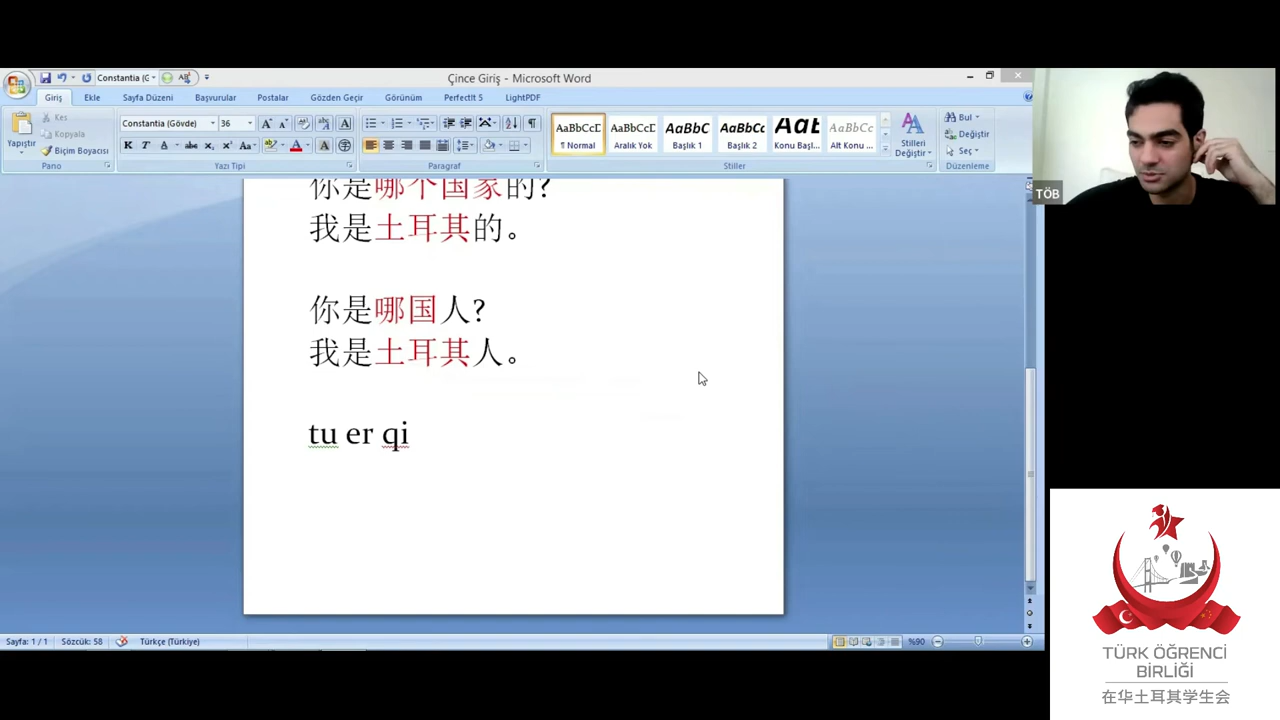 Constantia (G
Çince Giriş - Microsoft Word
Giriş Ekle Sayfa Düzeni Başvurular Postalar Gözden Geçir Görünüm PerfectIt 5 LightPDF
Yapıştır
Kes
Kopyala
Biçim Boyacısı
Pano
Constantia (Gövde) 36
Yazı Tipi
Paragraf
AaBbCcD AaBbCcD AaBbC AaBbCc AaB AaBbCc
¶ Normal Aralık Yok Başlık 1 Başlık 2 Konu Başl... Alt Konu ...
Stilleri Değiştir
Stiller
Bul
Değiştir
Seç
Düzenleme
TÖB
你是哪个国家的?
我是土耳其的。
你是哪国人?
我是土耳其人。
tu er qi
Sayfa: 1 / 1 Sözcük: 58 Türkçe (Türkiye) %90
TÜRK ÖĞRENCİ
BİRLİĞİ
在华土耳其学生会